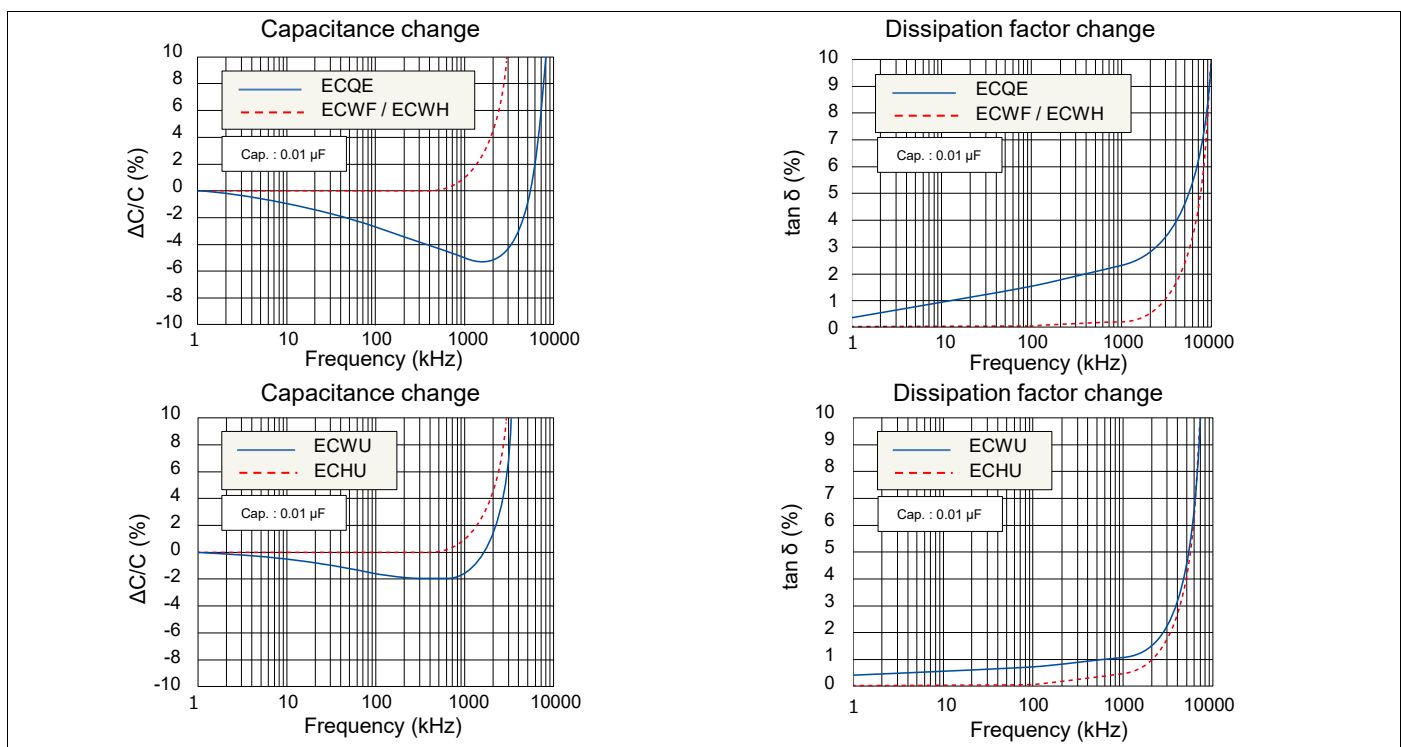 Capacitance change
10
8
6
4
2
0
-2
-4
-6
-8
-10
ΔC/C (%)
ECQE
ECWF / ECWH
Cap. : 0.01 µF
1
10
100
1000
10000
Frequency (kHz)
Dissipation factor change
10
9
8
7
6
5
4
3
2
1
0
tan δ (%)
ECQE
ECWF / ECWH
Cap. : 0.01 µF
1
10
100
1000
10000
Frequency (kHz)
Capacitance change
10
8
6
4
2
0
-2
-4
-6
-8
-10
ΔC/C (%)
ECWU
ECHU
Cap. : 0.01 µF
1
10
100
1000
10000
Frequency (kHz)
Dissipation factor change
10
9
8
7
6
5
4
3
2
1
0
tan δ (%)
ECWU
ECHU
Cap. : 0.01 µF
1
10
100
1000
10000
Frequency (kHz)